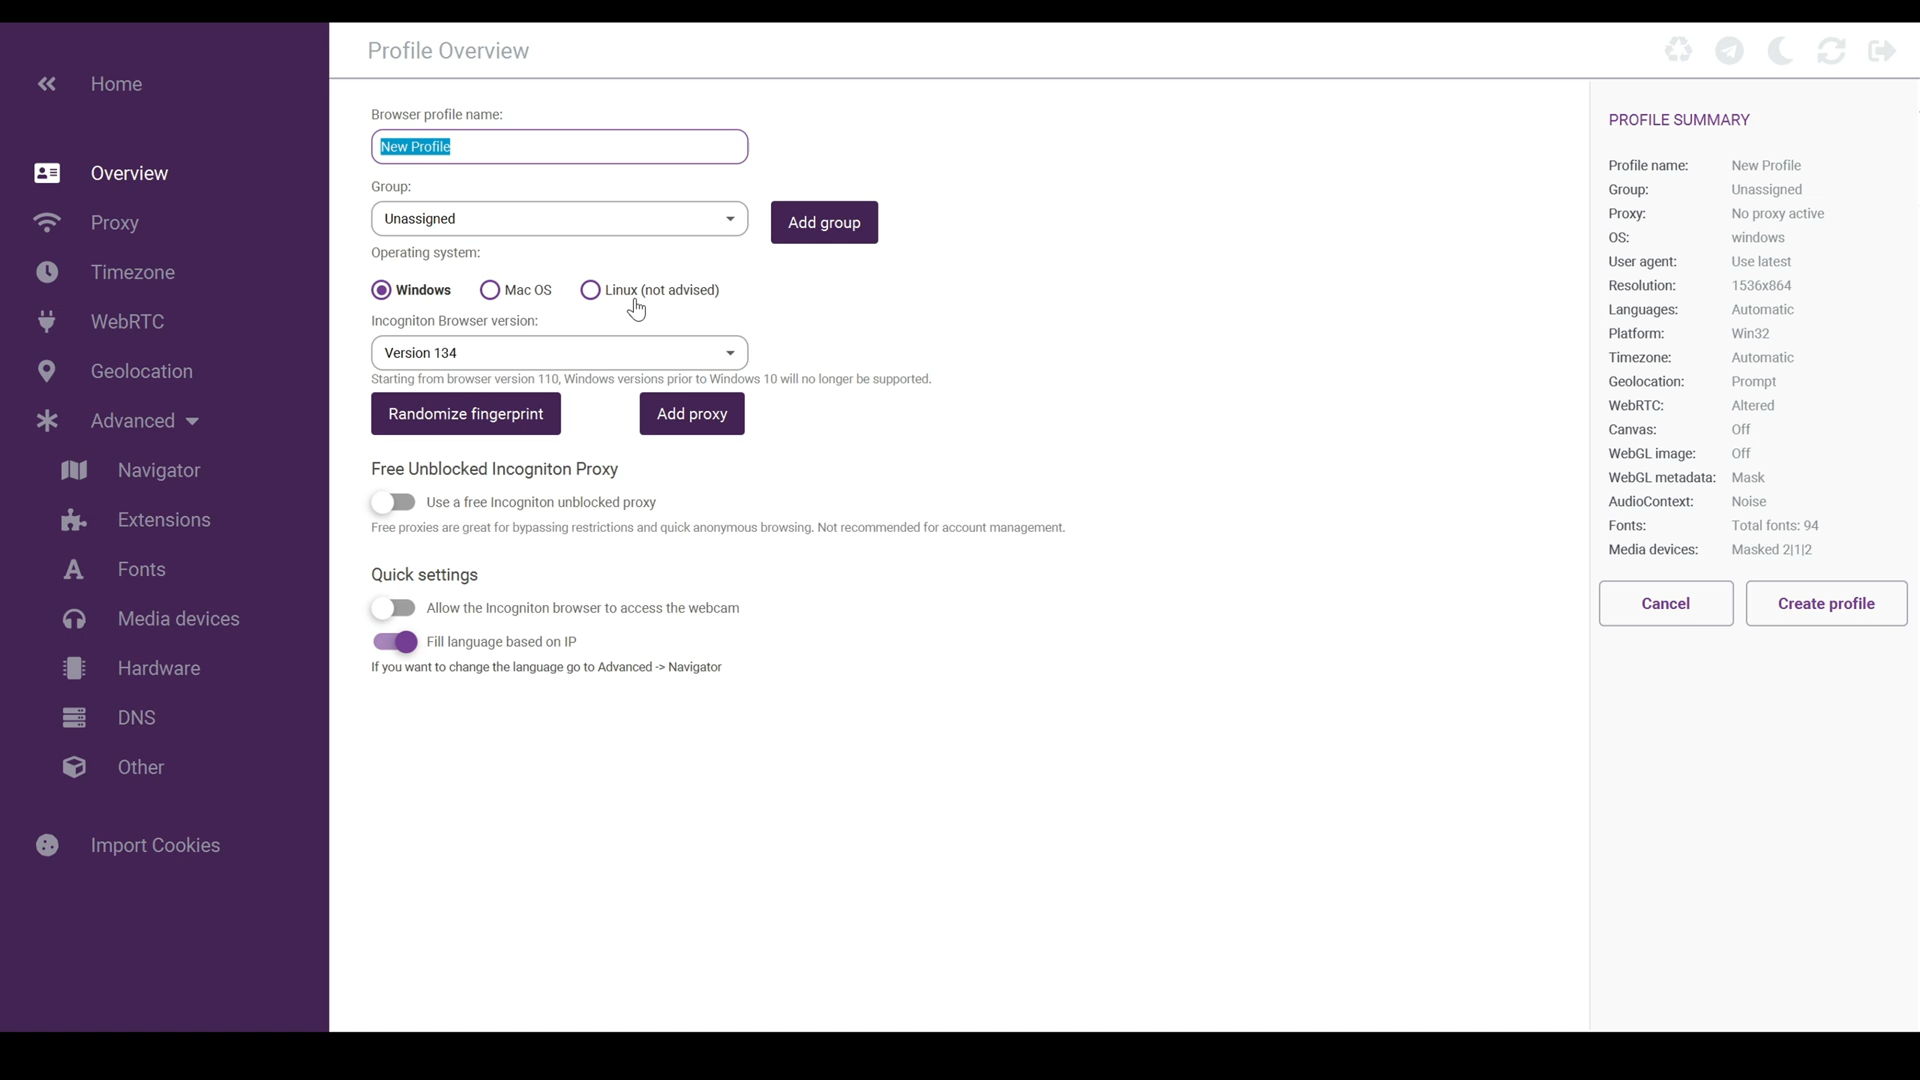 Profile Overview
Home
Overview
Proxy
Timezone
WebRTC
Geolocation
Advanced
Navigator
Extensions
Fonts
Media devices
Hardware
DNS
Other
Import Cookies
Browser profile name:
New Profile
Group:
Unassigned
Add group
Operating system:
Windows Mac OS Linux (not advised)
Incogniton Browser version:
Version 134
Starting from browser version 110, Windows versions prior to Windows 10 will no longer be supported.
Randomize fingerprint Add proxy
Free Unblocked Incogniton Proxy
Use a free Incogniton unblocked proxy
Free proxies are great for bypassing restrictions and quick anonymous browsing. Not recommended for account management.
Quick settings
Allow the Incogniton browser to access the webcam
Fill language based on IP
If you want to change the language go to Advanced -> Navigator
PROFILE SUMMARY
Profile name: New Profile
Group: Unassigned
Proxy: No proxy active
OS: windows
User agent: Use latest
Resolution: 1536x864
Languages: Automatic
Platform: Win32
Timezone: Automatic
Geolocation: Prompt
WebRTC: Altered
Canvas: Off
WebGL image: Off
WebGL metadata: Mask
AudioContext: Noise
Fonts: Total fonts: 94
Media devices: Masked 2|1|2
Cancel Create profile